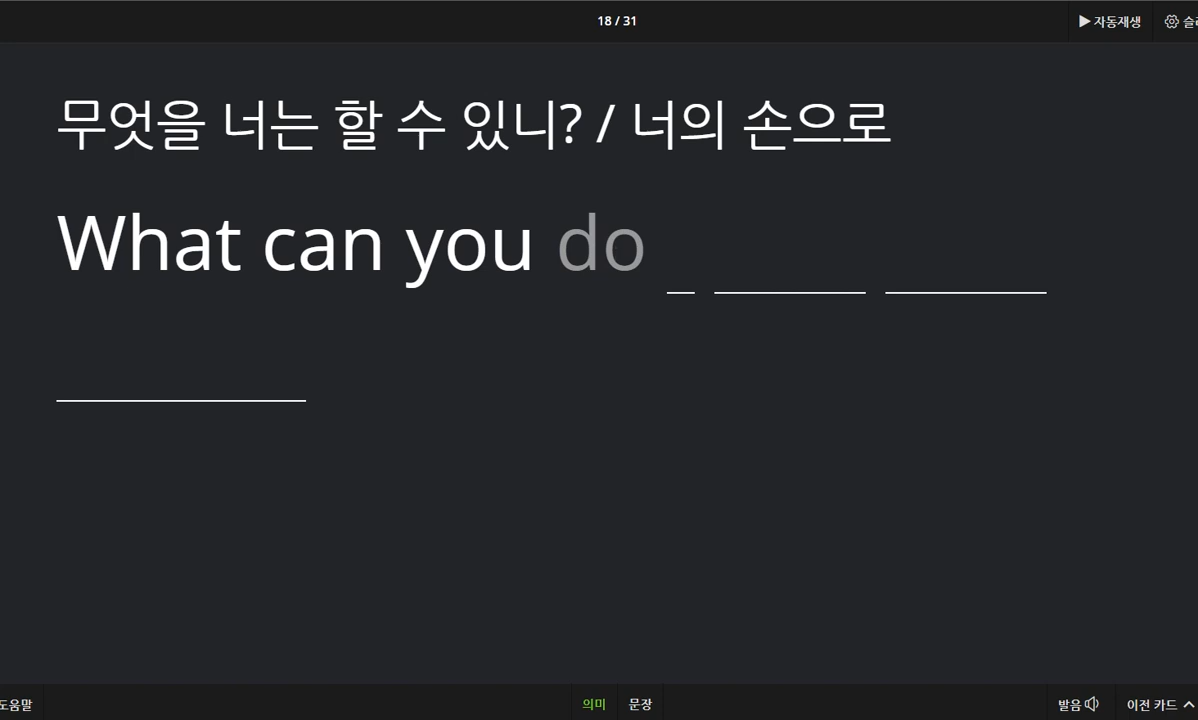 18 / 31
▶ 자동재생
무엇을 너는 할 수 있니? / 너의 손으로
What can you do
도움말
의미
문장
발음
이전 카드